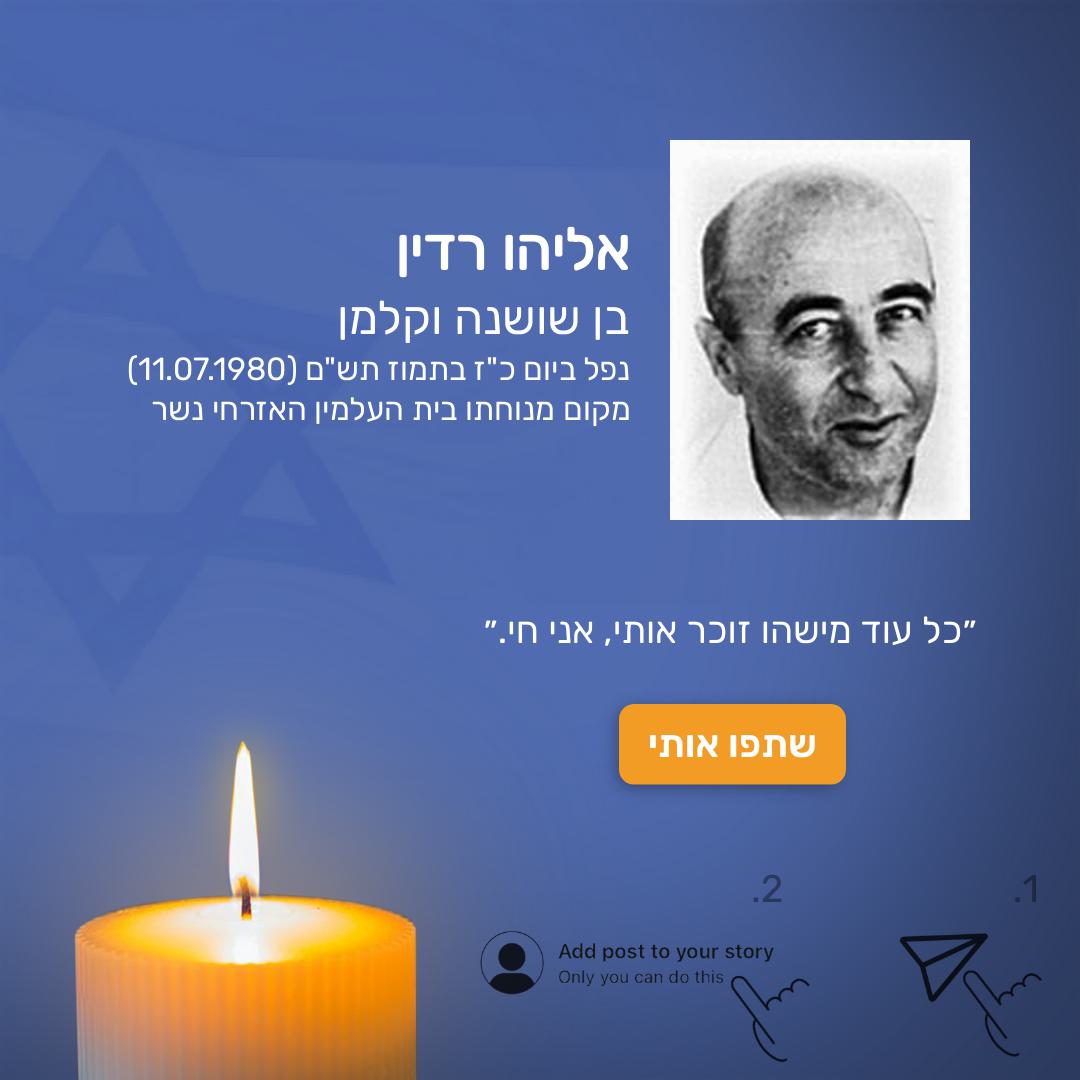 אליהו רדין
בן שושנה וקלמן
נפל ביום כ"ז בתמוז תש"ם (11.07.1980)
מקום מנוחתו בית העלמין האזרחי נשר
״כל עוד מישהו זוכר אותי, אני חי.״
שתפו אותי
.1
.2
Add post to your story
Only you can do this